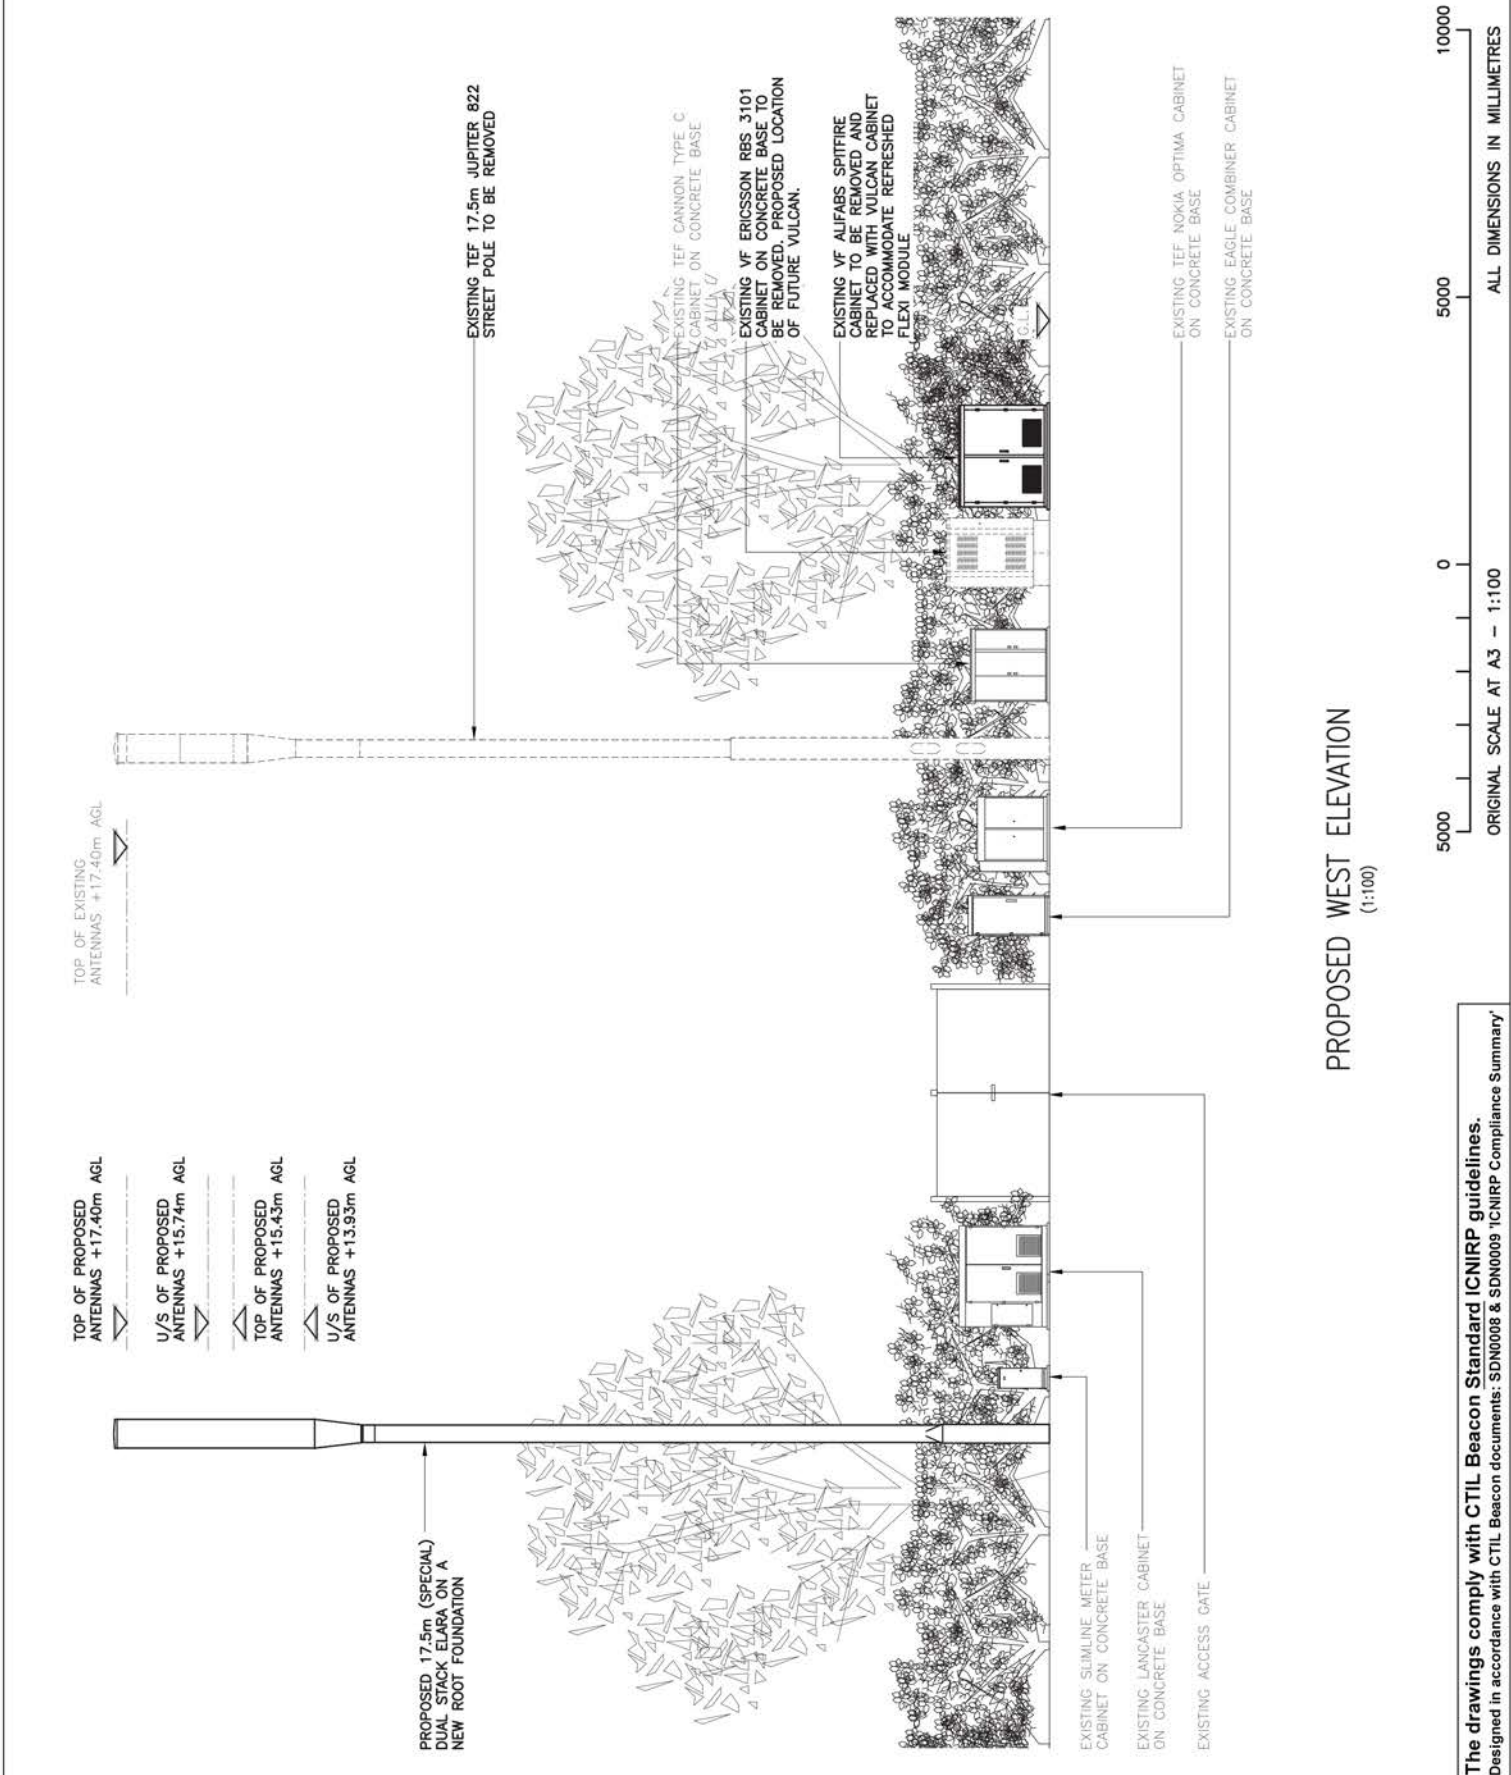 TOP OF PROPOSED
ANTENNAS +17.40m AGL
U/S OF PROPOSED
ANTENNAS +15.74m AGL
TOP OF PROPOSED
ANTENNAS +15.43m AGL
U/S OF PROPOSED
ANTENNAS +13.93m AGL
TOP OF EXISTING
ANTENNAS +17.40m AGL
PROPOSED 17.5m (SPECIAL)
DUAL STACK ELARA ON A
NEW ROOT FOUNDATION
EXISTING TEF 17.5m JUPITER 822
STREET POLE TO BE REMOVED
EXISTING TEF CANNON TYPE C
CABINET ON CONCRETE BASE
EXISTING VF ERICSSON RBS 3101
CABINET ON CONCRETE BASE TO
BE REMOVED. PROPOSED LOCATION
OF FUTURE VULCAN.
EXISTING VF ALIFABS SPITFIRE
CABINET TO BE REMOVED AND
REPLACED WITH VULCAN CABINET
TO ACCOMMODATE REFRESHED
FLEXI MODULE
G.L.
EXISTING SLIMLINE METER
CABINET ON CONCRETE BASE
EXISTING LANCASTER CABINET
ON CONCRETE BASE
EXISTING ACCESS GATE
EXISTING TEF NOKIA OPTIMA CABINET
ON CONCRETE BASE
EXISTING EAGLE COMBINER CABINET
ON CONCRETE BASE
PROPOSED WEST ELEVATION
(1:100)
5000 0 5000 10000
ORIGINAL SCALE AT A3 – 1:100 ALL DIMENSIONS IN MILLIMETRES
The drawings comply with CTIL Beacon Standard ICNIRP guidelines.
Designed in accordance with CTIL Beacon documents: SDN0008 & SDN0009 'ICNIRP Compliance Summary'